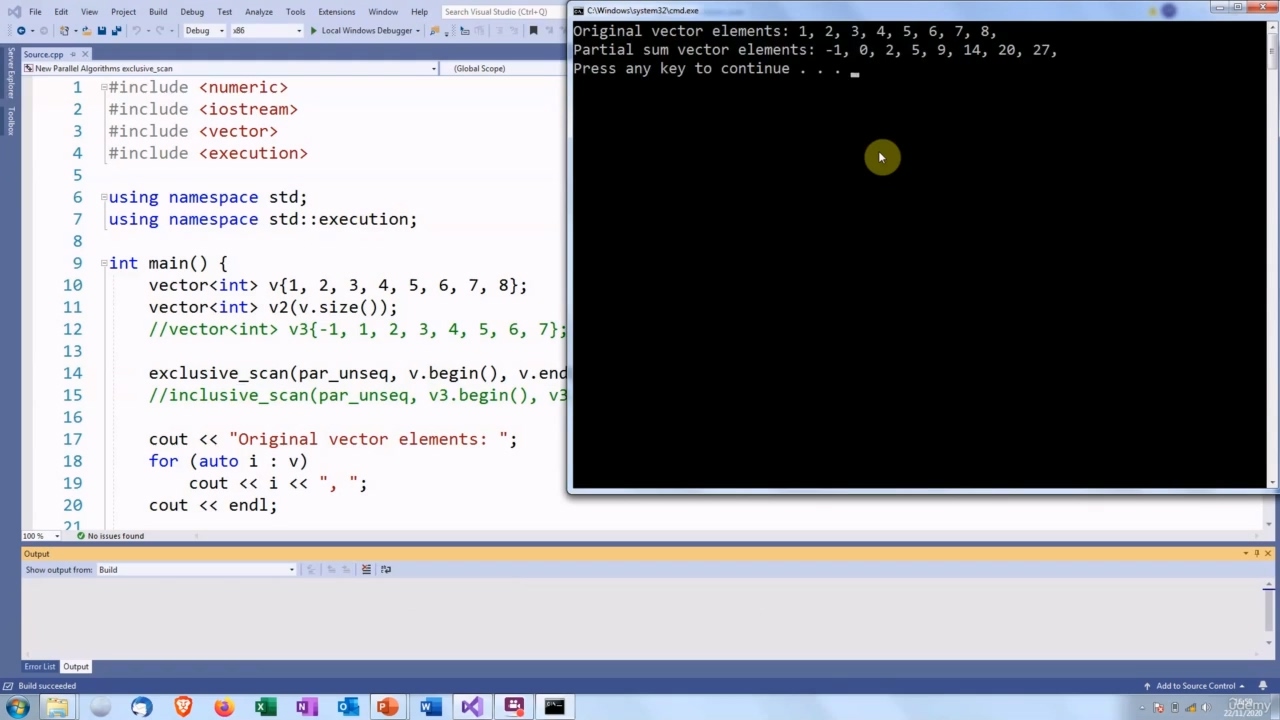 File Edit View Project Build Debug Test Analyze Tools Extensions Window Help Search Visual Studio (Ctrl+Q)
C:\Windows\system32\cmd.exe
Debug x86 Local Windows Debugger
Original vector elements: 1, 2, 3, 4, 5, 6, 7, 8,
Partial sum vector elements: -1, 0, 2, 5, 9, 14, 20, 27,
Press any key to continue . . .
Server Explorer
Toolbox
Source.cpp
New Parallel Algorithms exclusive_scan (Global Scope)
1 #include <numeric>
2 #include <iostream>
3 #include <vector>
4 #include <execution>
5
6 using namespace std;
7 using namespace std::execution;
8
9 int main() {
10 vector<int> v{1, 2, 3, 4, 5, 6, 7, 8};
11 vector<int> v2(v.size());
12 //vector<int> v3{-1, 1, 2, 3, 4, 5, 6, 7};
13
14 exclusive_scan(par_unseq, v.begin(), v.end
15 //inclusive_scan(par_unseq, v3.begin(), v3
16
17 cout << "Original vector elements: ";
18 for (auto i : v)
19 cout << i << ", ";
20 cout << endl;
21
100 % No issues found
Output
Show output from: Build
Error List Output
Build succeeded Add to Source Control
22/11/2020
udemy